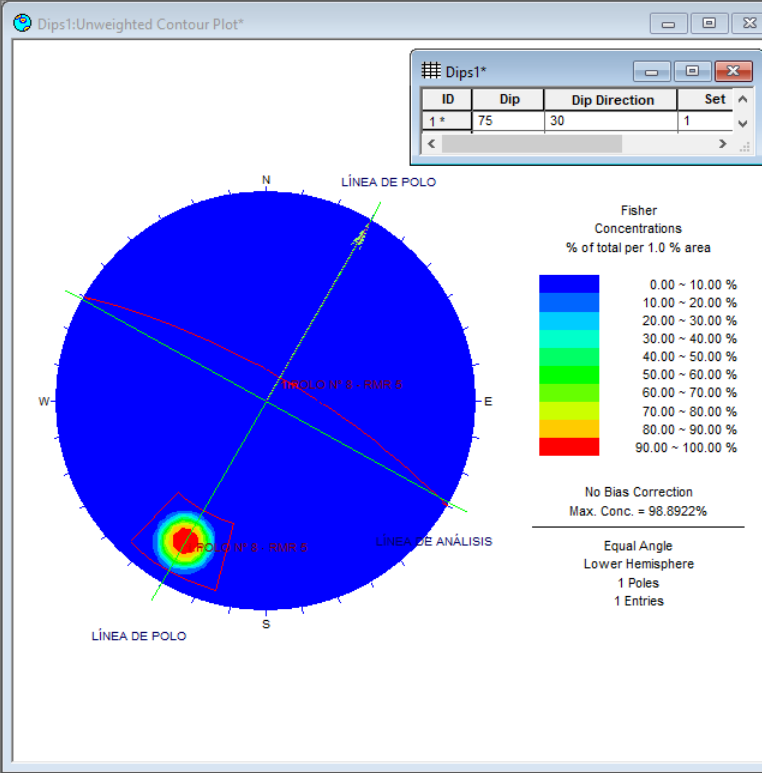 Dips1:Unweighted Contour Plot*
Dips1*
ID Dip Dip Direction Set
1 * 75 30 1
LÍNEA DE POLO
N
Fisher
Concentrations
% of total per 1.0 % area
0.00 ~ 10.00 %
10.00 ~ 20.00 %
20.00 ~ 30.00 %
30.00 ~ 40.00 %
40.00 ~ 50.00 %
50.00 ~ 60.00 %
60.00 ~ 70.00 %
70.00 ~ 80.00 %
80.00 ~ 90.00 %
90.00 ~ 100.00 %
W
E
No Bias Correction
Max. Conc. = 98.8922%
LÍNEA DE ANÁLISIS
Equal Angle
Lower Hemisphere
1 Poles
1 Entries
S
LÍNEA DE POLO